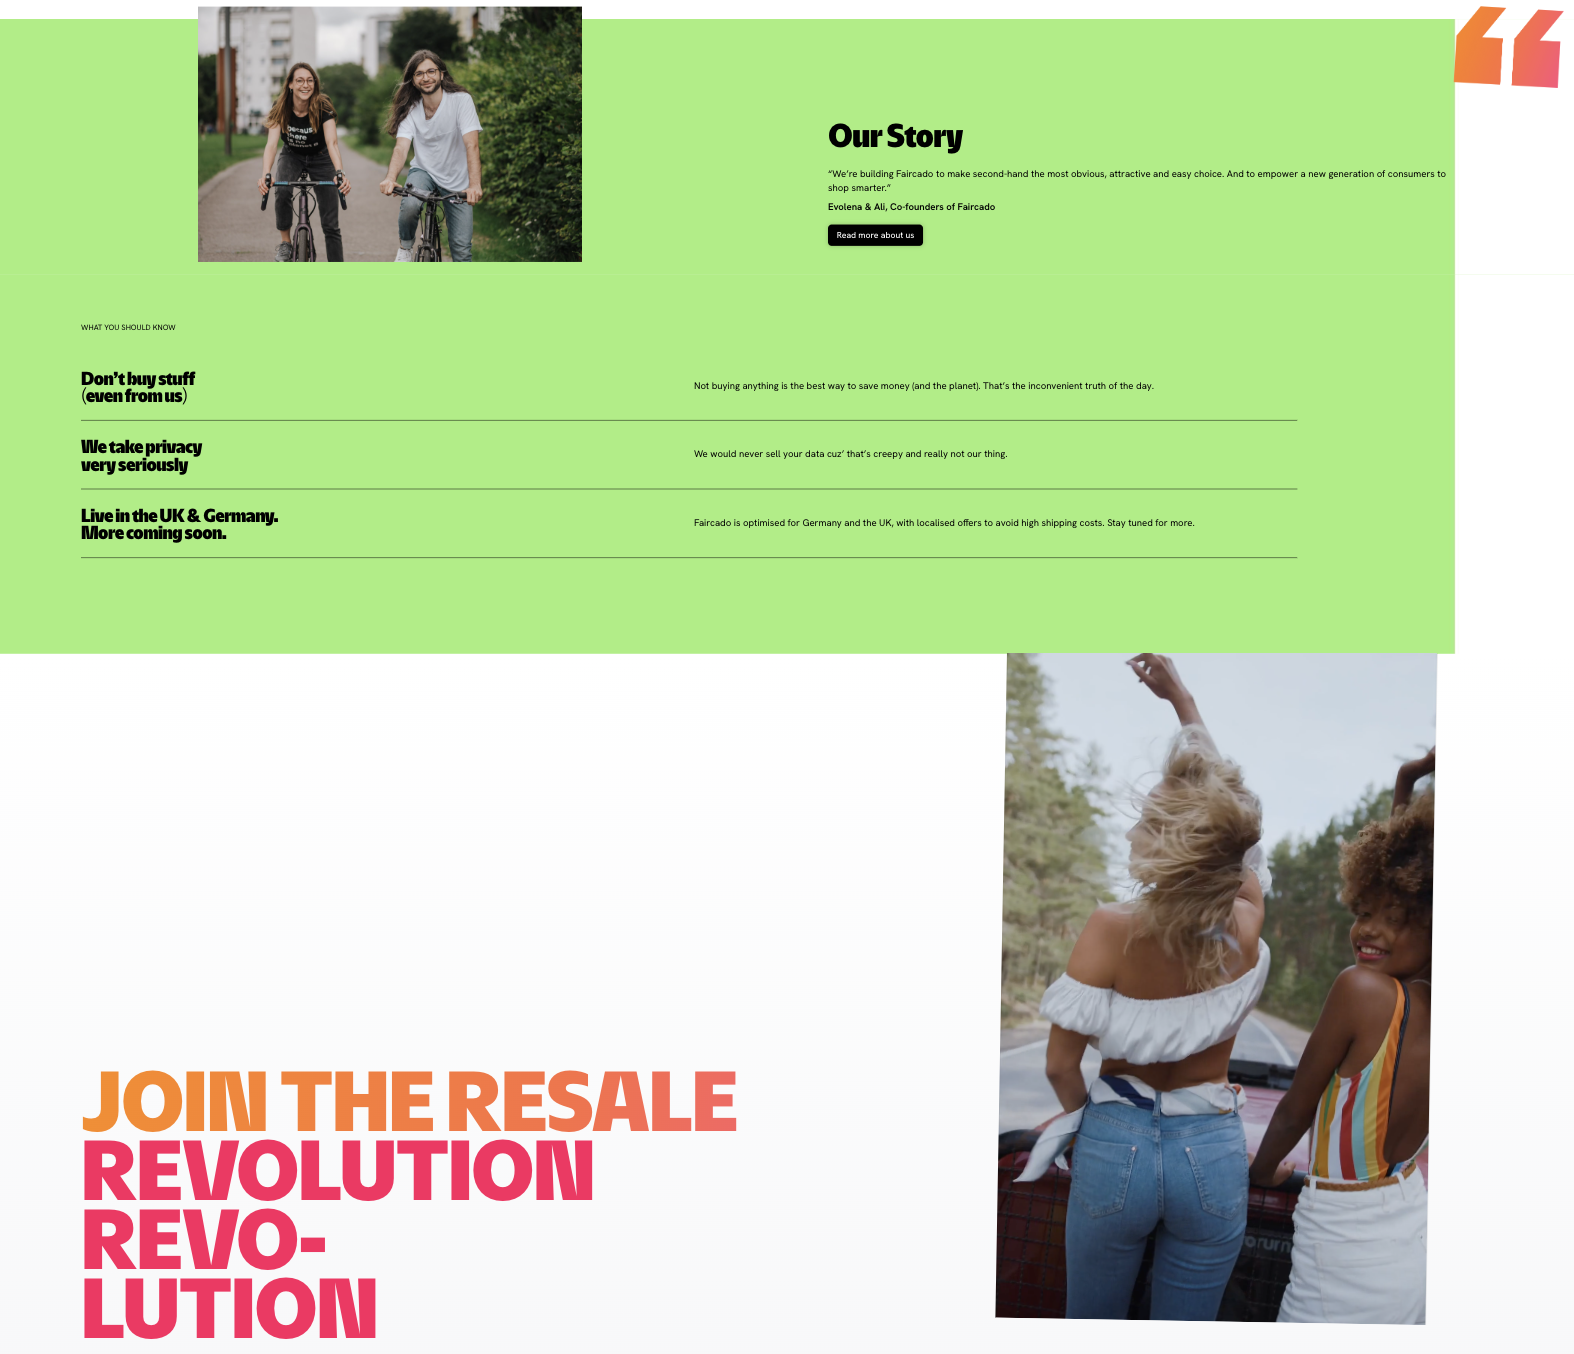 “
Our Story
“We’re building Faircado to make second-hand the most obvious, attractive and easy choice. And to empower a new generation of consumers to
shop smarter.”
Evolena & Ali, Co-founders of Faircado
Read more about us
WHAT YOU SHOULD KNOW
Don’t buy stuff
(even from us)
Not buying anything is the best way to save money (and the planet). That’s the inconvenient truth of the day.
We take privacy
very seriously
We would never sell your data cuz’ that’s creepy and really not our thing.
Live in the UK & Germany.
More coming soon.
Faircado is optimised for Germany and the UK, with localised offers to avoid high shipping costs. Stay tuned for more.
JOIN THE RESALE
REVOLUTION
REVO-
LUTION